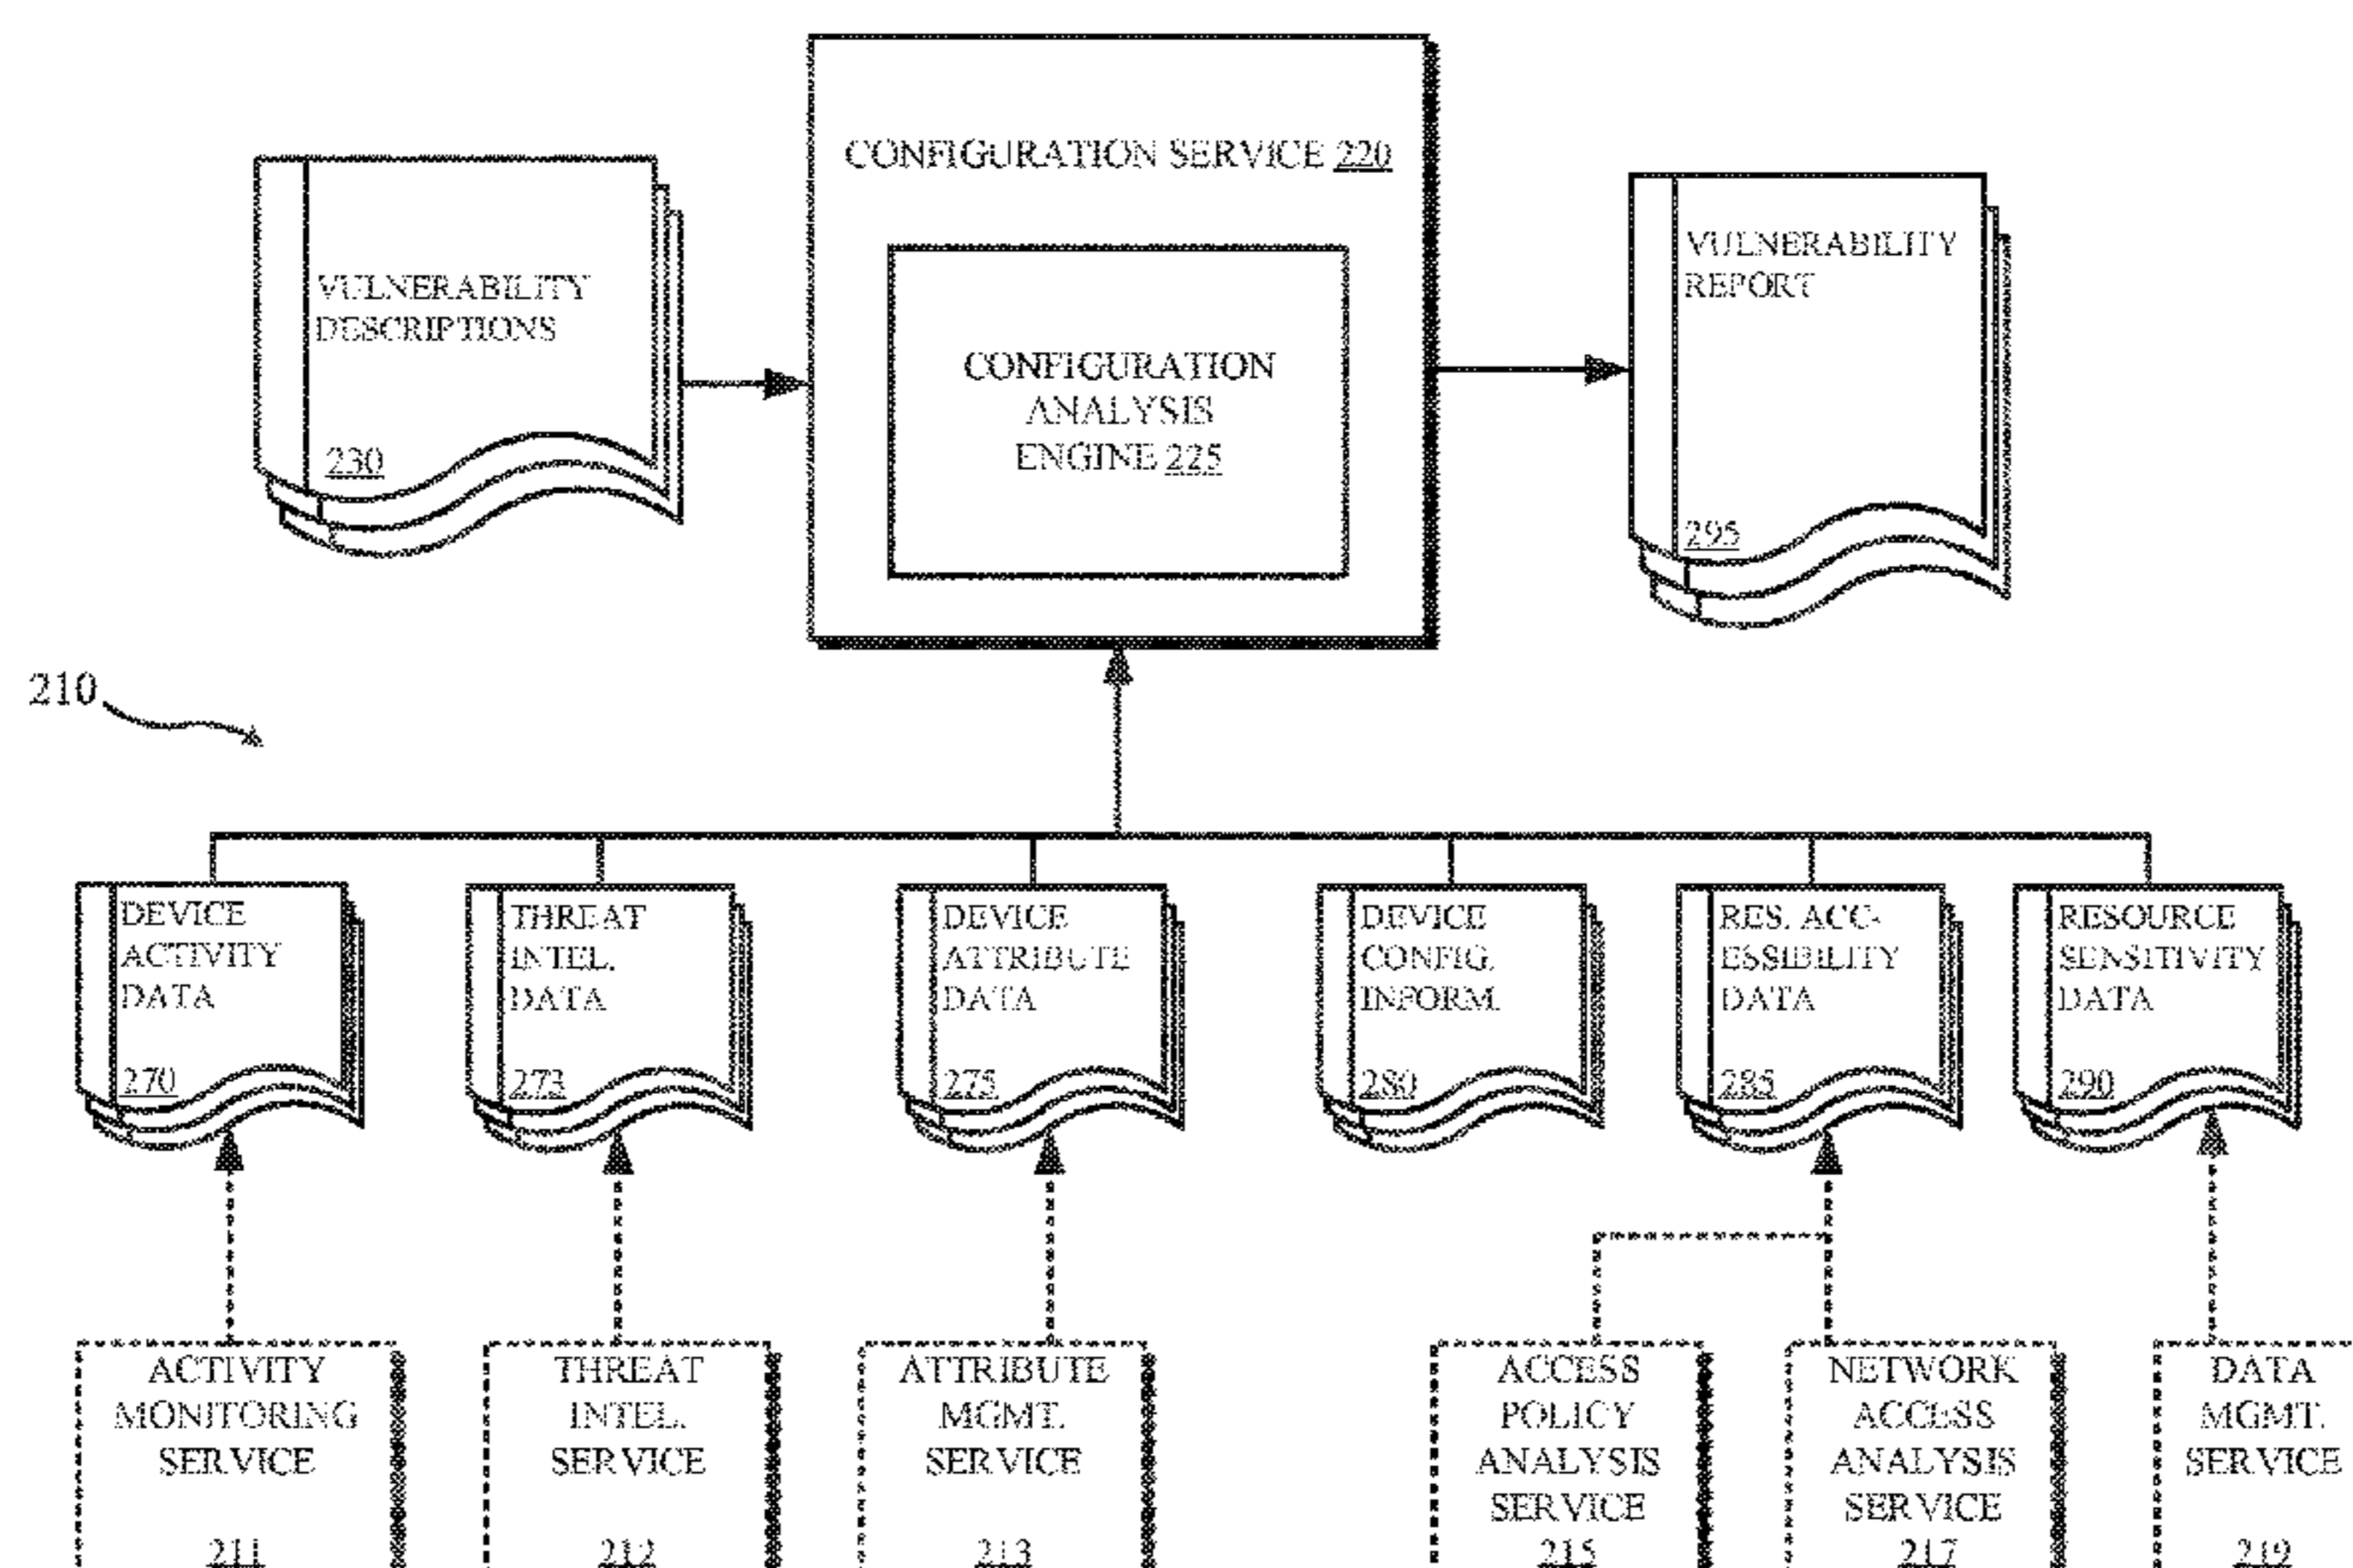 CONFIGURATION SERVICE 220
VULNERABILITY
DESCRIPTIONS
230
CONFIGURATION
ANALYSIS
ENGINE 225
VULNERABILITY
REPORT
295
210
DEVICE
ACTIVITY
DATA
270
THREAT
INTEL.
DATA
273
DEVICE
ATTRIBUTE
DATA
275
DEVICE
CONFIG.
INFORM.
280
RES. ACC-
ESSIBILITY
DATA
285
RESOURCE
SENSITIVITY
DATA
290
ACTIVITY
MONITORING
SERVICE
211
THREAT
INTEL.
SERVICE
212
ATTRIBUTE
MGMT.
SERVICE
213
ACCESS
POLICY
ANALYSIS
SERVICE
215
NETWORK
ACCESS
ANALYSIS
SERVICE
217
DATA
MGMT.
SERVICE
219